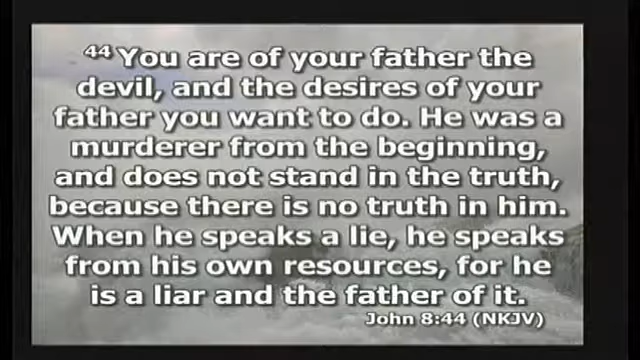 44 You are of your father the
devil, and the desires of your
father you want to do. He was a
murderer from the beginning,
and does not stand in the truth,
because there is no truth in him.
When he speaks a lie, he speaks
from his own resources, for he
is a liar and the father of it.
John 8:44 (NKJV)